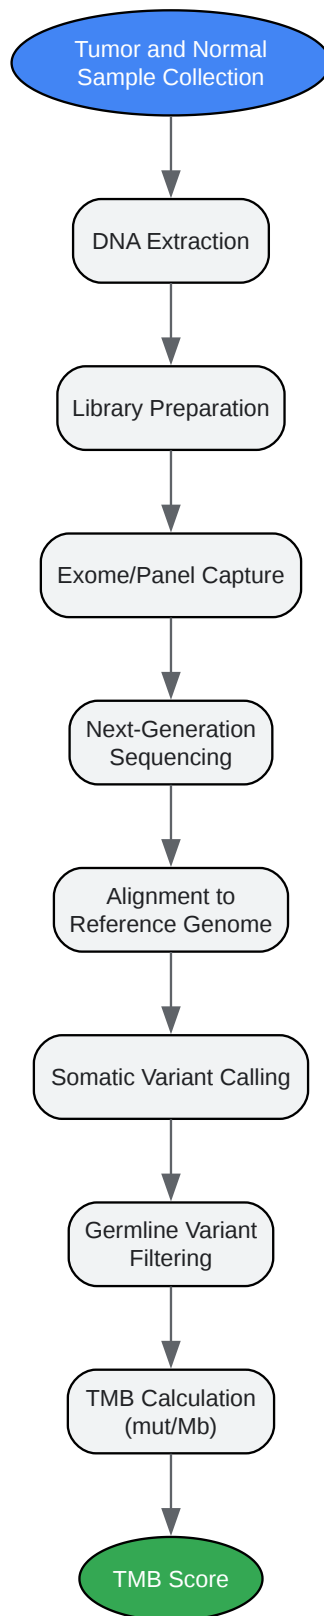 Tumor and Normal
Sample Collection
DNA Extraction
Library Preparation
Exome/Panel Capture
Next-Generation
Sequencing
Alignment to
Reference Genome
Somatic Variant Calling
Germline Variant
Filtering
TMB Calculation
(mut/Mb)
TMB Score